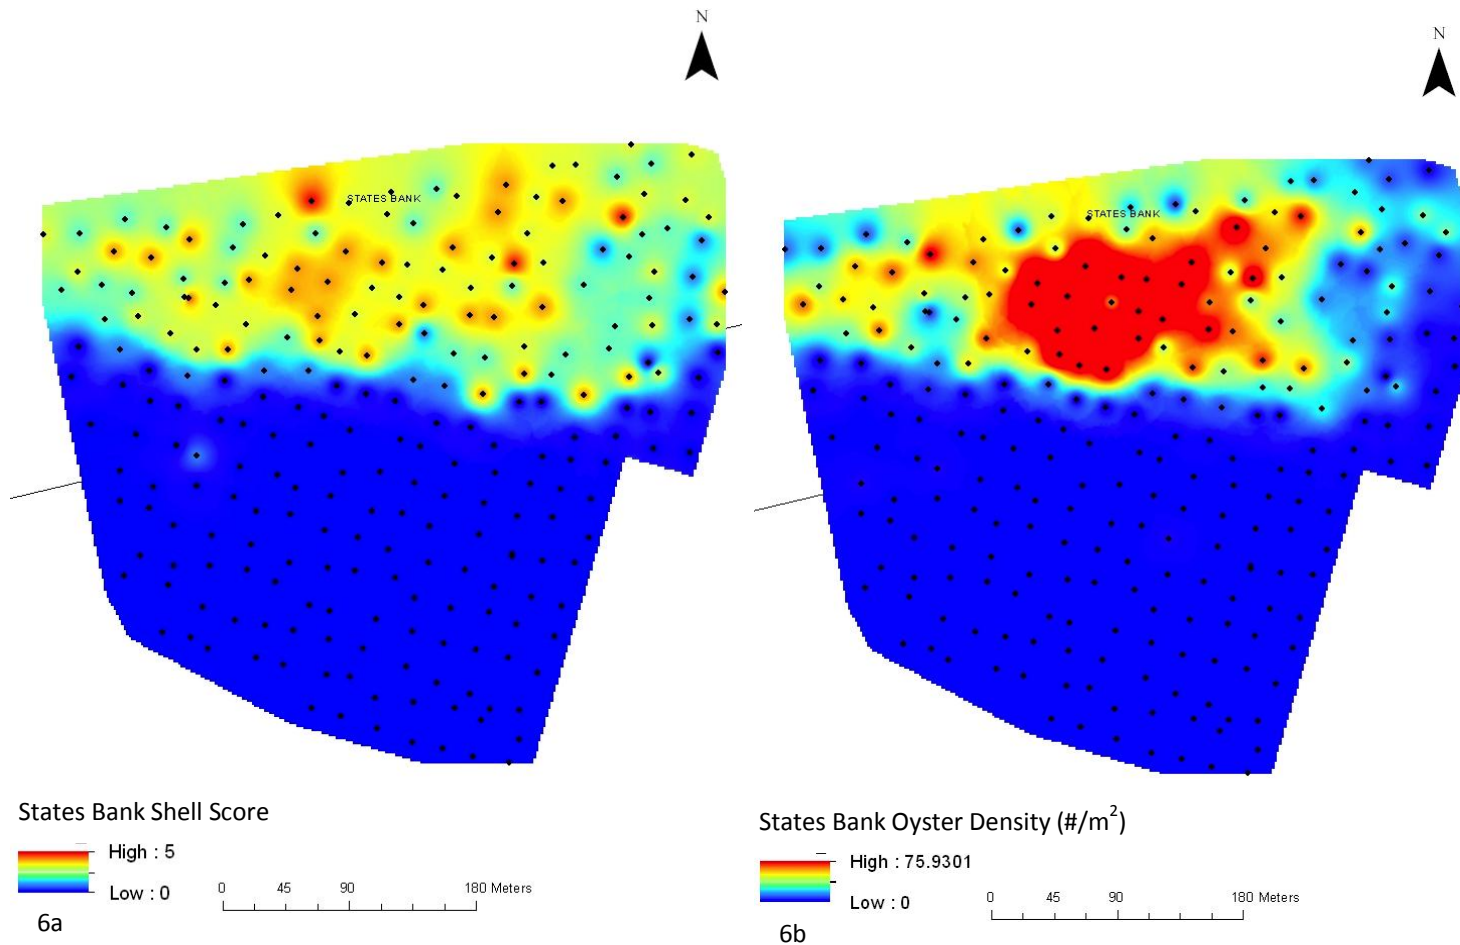 N
N
STATES BANK
STATES BANK
States Bank Shell Score
High : 5
Low : 0
0 45 90 180 Meters
6a
States Bank Oyster Density (#/m²)
High : 75.9301
Low : 0
0 45 90 180 Meters
6b